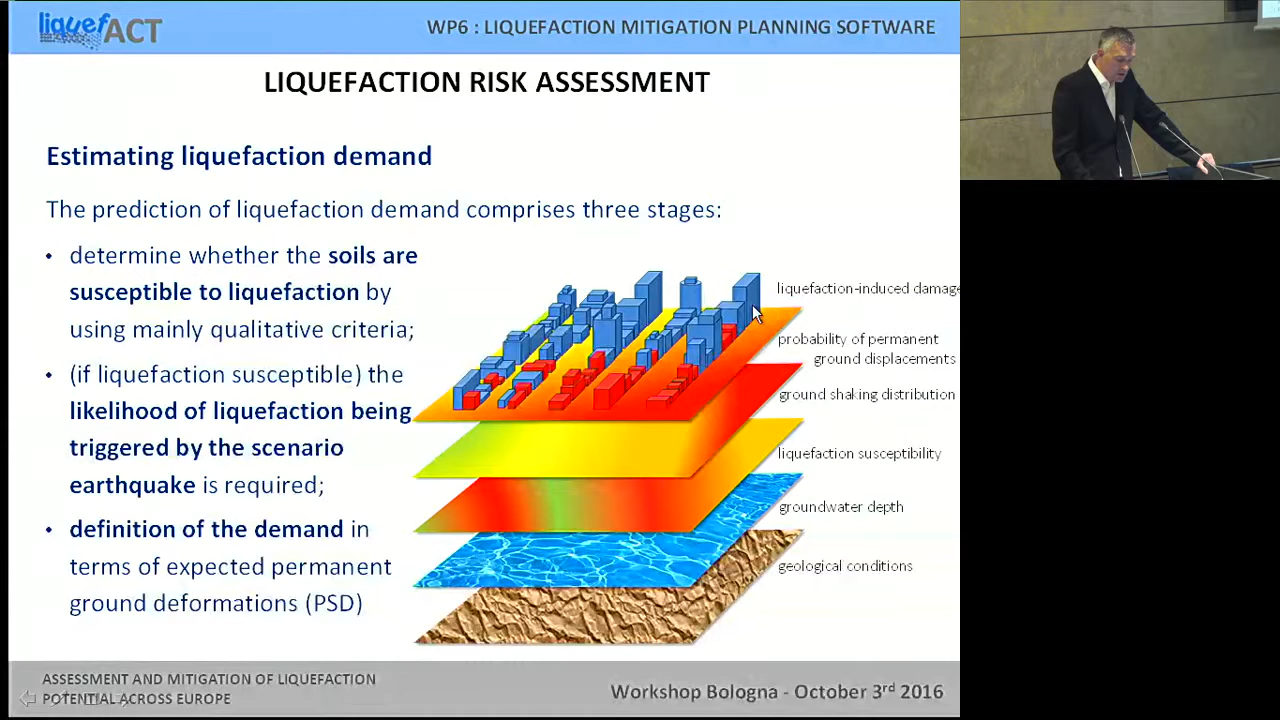 liquefACT
WP6 : LIQUEFACTION MITIGATION PLANNING SOFTWARE
LIQUEFACTION RISK ASSESSMENT
Estimating liquefaction demand
The prediction of liquefaction demand comprises three stages:
• determine whether the soils are
susceptible to liquefaction by
using mainly qualitative criteria;
• (if liquefaction susceptible) the
likelihood of liquefaction being
triggered by the scenario
earthquake is required;
• definition of the demand in
terms of expected permanent
ground deformations (PSD)
liquefaction-induced damage
probability of permanent
ground displacements
ground shaking distribution
liquefaction susceptibility
groundwater depth
geological conditions
ASSESSMENT AND MITIGATION OF LIQUEFACTION
POTENTIAL ACROSS EUROPE
Workshop Bologna - October 3rd 2016